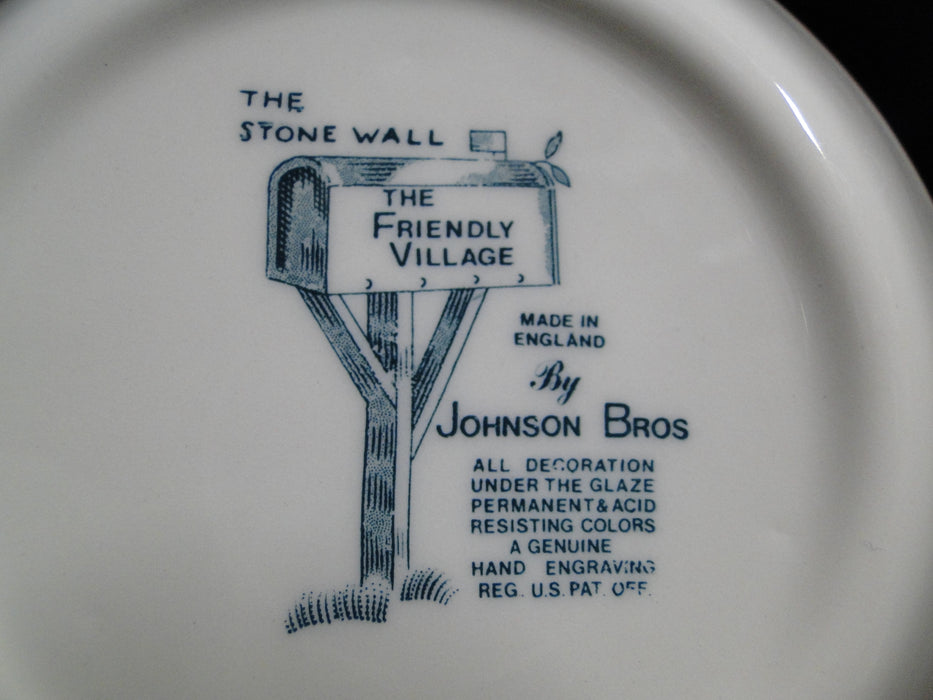 THE
STONE WALL
THE
FRIENDLY
VILLAGE
MADE IN
ENGLAND
By
JOHNSON BROS
ALL DECORATION
UNDER THE GLAZE
PERMANENT & ACID
RESISTING COLORS
A GENUINE
HAND ENGRAVING
REG. U.S. PAT. OFF.